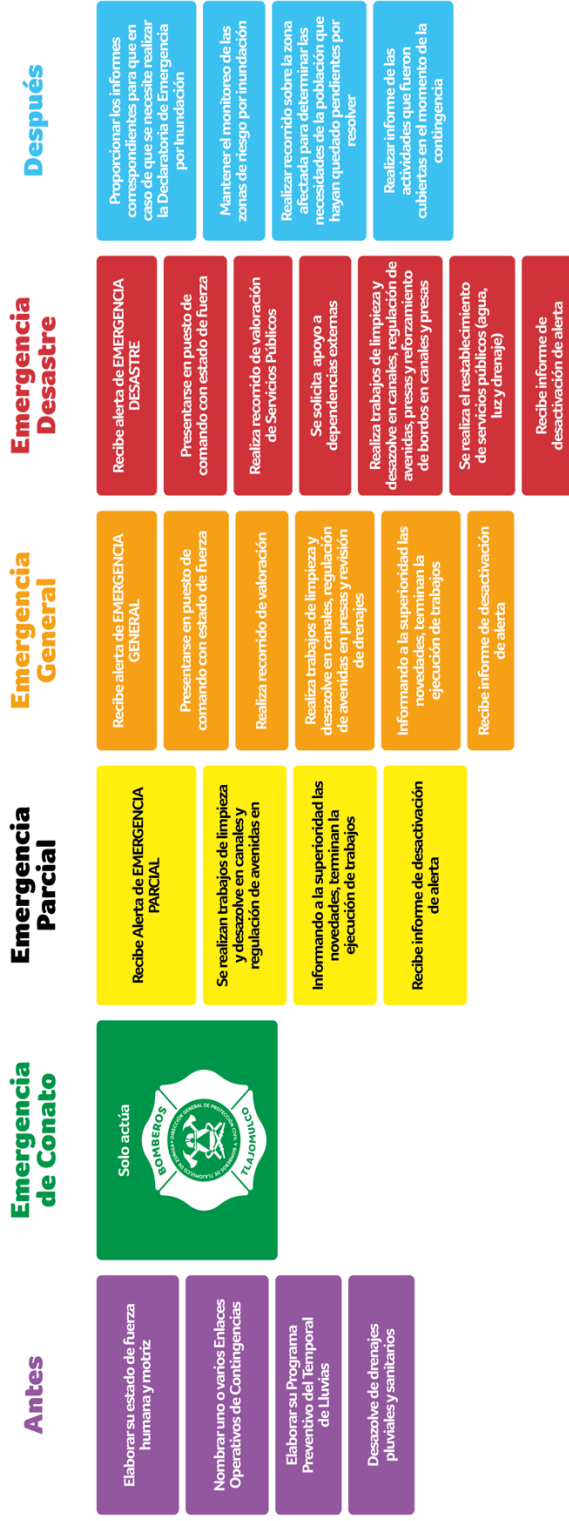 Antes
Elaborar su estado de fuerza
humana y motriz
Nombrar uno o varios Enlaces
Operativos de Contingencias
Elaborar su Programa
Preventivo del Temporal
de Lluvias
Desazolve de drenajes
pluviales y sanitarios
Emergencia
de Conato
Solo actúa
BOMBEROS
DIRECCIÓN GENERAL DE PROTECCIÓN CIVIL Y BOMBEROS DE TLAJOMULCO DE ZÚÑIGA
TLAJOMULCO
Emergencia
Parcial
Recibe Alerta de EMERGENCIA
PARCIAL
Se realizan trabajos de limpieza
y desazolve en canales y
regulación de avenidas en
Informando a la superioridad las
novedades, terminan la
ejecución de trabajos
Recibe informe de desactivación
de alerta
Emergencia
General
Recibe alerta de EMERGENCIA
GENERAL
Presentarse en puesto de
comando con estado de fuerza
Realiza recorrido de valoración
Realiza trabajos de limpieza y
desazolve en canales, regulación
de avenidas en presas y revisión
de drenajes
Informando a la superioridad las
novedades, terminan la
ejecución de trabajos
Recibe informe de desactivación
de alerta
Emergencia
Desastre
Recibe alerta de EMERGENCIA
DESASTRE
Presentarse en puesto de
comando con estado de fuerza
Realiza recorrido de valoración
de Servicios Públicos
Se solicita apoyo a
dependencias externas
Realiza trabajos de limpieza y
desazolve en canales, regulación de
avenidas, presas y reforzamiento
de bordos en canales y presas
Se realiza el restablecimiento
de servicios públicos (agua,
luz y drenaje)
Recibe informe de
desactivación de alerta
Después
Proporcionar los informes
correspondientes para que en
caso de que se necesite realizar
la Declaratoria de Emergencia
por Inundación
Mantener el monitoreo de las
zonas de riesgo por inundación
Realizar recorrido sobre la zona
afectada para determinar las
necesidades de la población que
hayan quedado pendientes por
resolver
Realizar informe de las
actividades que fueron
cubiertas en el momento de la
contingencia